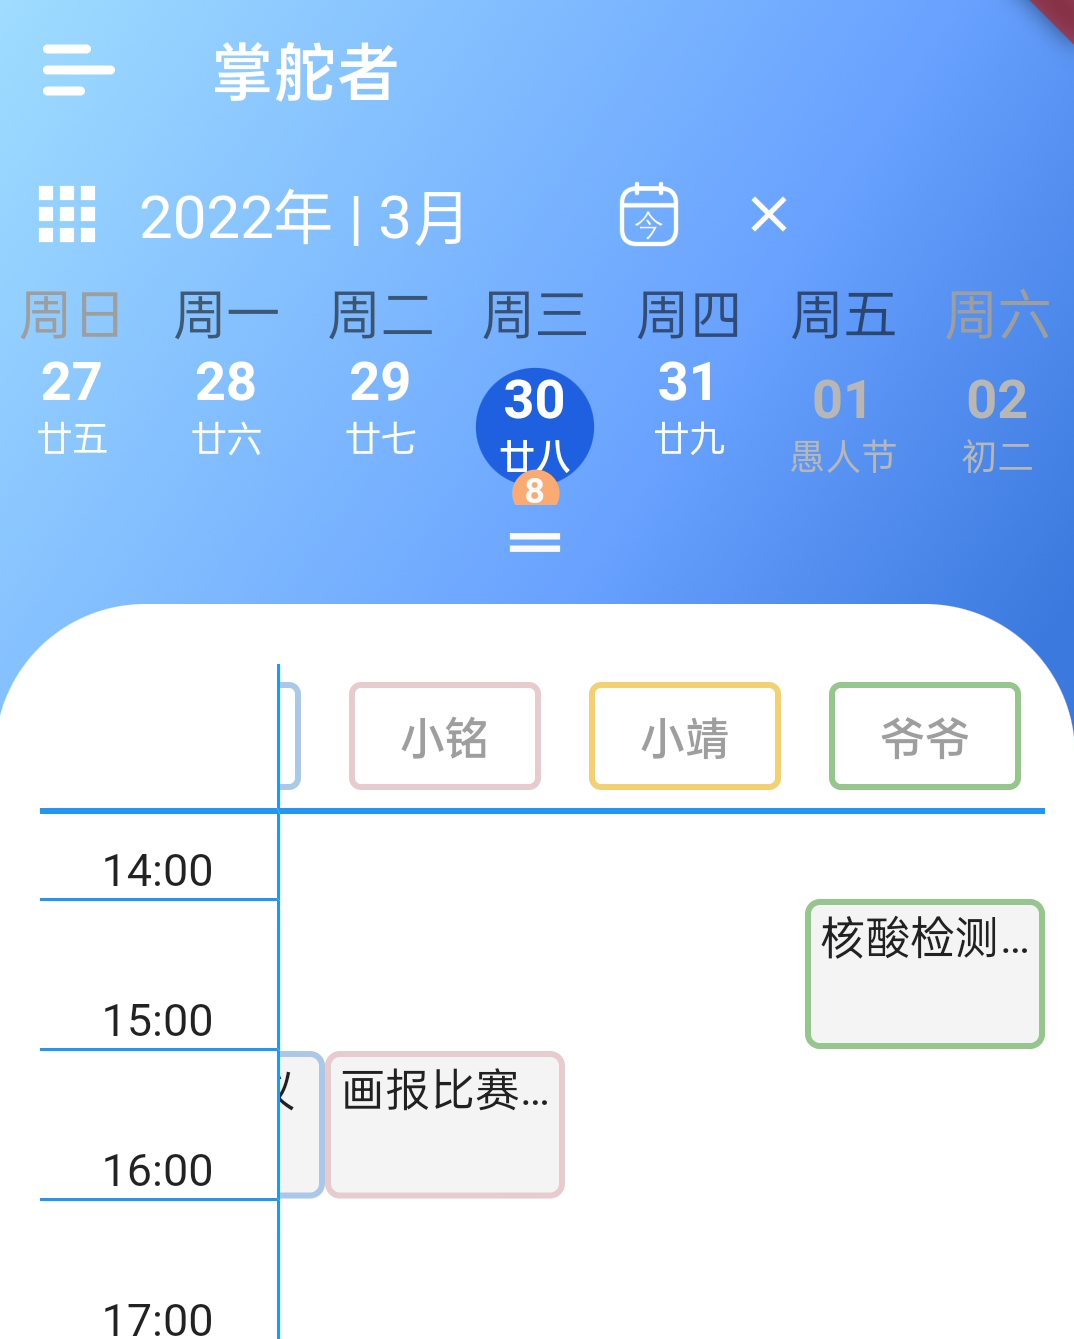 掌舵者
2022年 | 3月 今
周日 周一 周二 周三 周四 周五 周六
27 28 29 30 31 01 02
廿五 廿六 廿七 廿八 廿九 愚人节 初二
8
小铭 小靖 爷爷
14:00
核酸检测...
15:00
画报比赛...
16:00
17:00